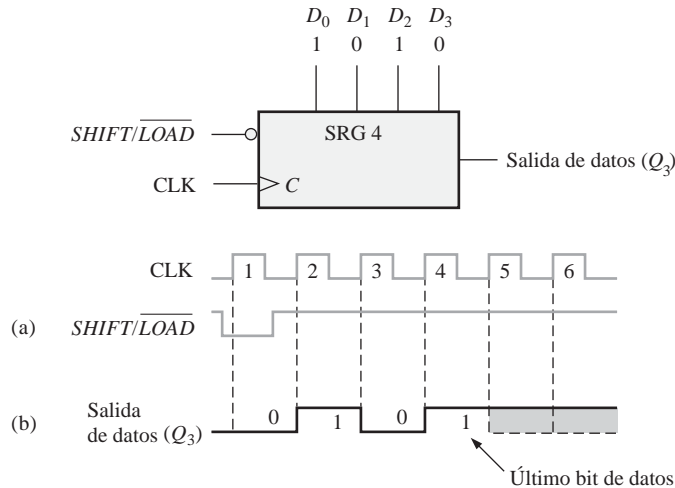 D0 D1 D2 D3
1 0 1 0
SHIFT/LOAD
SRG 4
Salida de datos (Q3)
CLK
C
CLK
1 2 3 4 5 6
(a) SHIFT/LOAD
(b) Salida de datos (Q3)
0 1 0 1
Último bit de datos